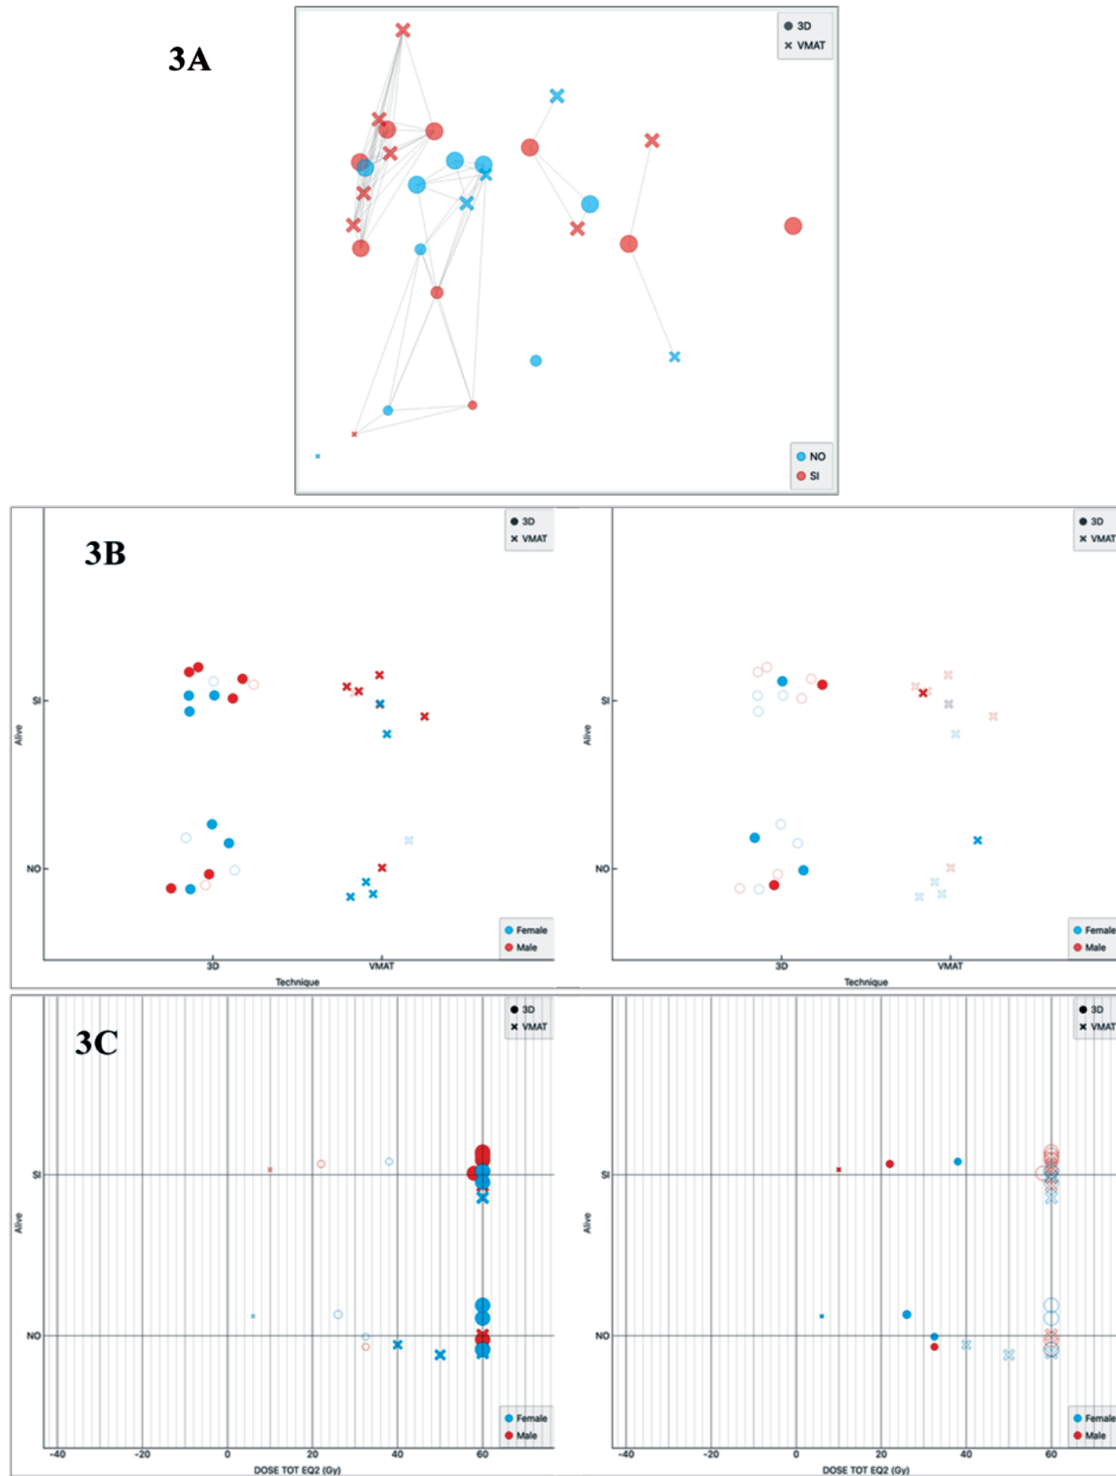 3A
3D
VMAT
NO
SI
3B
3D
VMAT
SI
Alive
NO
Female
Male
3D
VMAT
Technique
3D
VMAT
SI
Alive
NO
Female
Male
3D
VMAT
Technique
3C
3D
VMAT
SI
Alive
NO
Female
Male
-40
-20
0
20
40
60
DOSE TOT EQ2 (Gy)
3D
VMAT
SI
Alive
NO
Female
Male
-40
-20
0
20
40
60
DOSE TOT EQ2 (Gy)